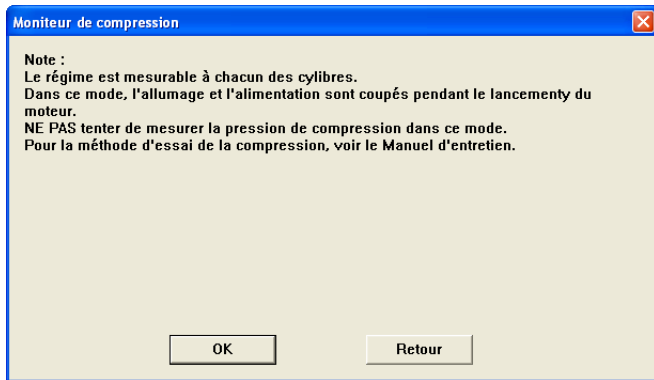 Moniteur de compression
Note :
Le régime est mesurable à chacun des cylibres.
Dans ce mode, l'allumage et l'alimentation sont coupés pendant le lancementy du
moteur.
NE PAS tenter de mesurer la pression de compression dans ce mode.
Pour la méthode d'essai de la compression, voir le Manuel d'entretien.
OK
Retour